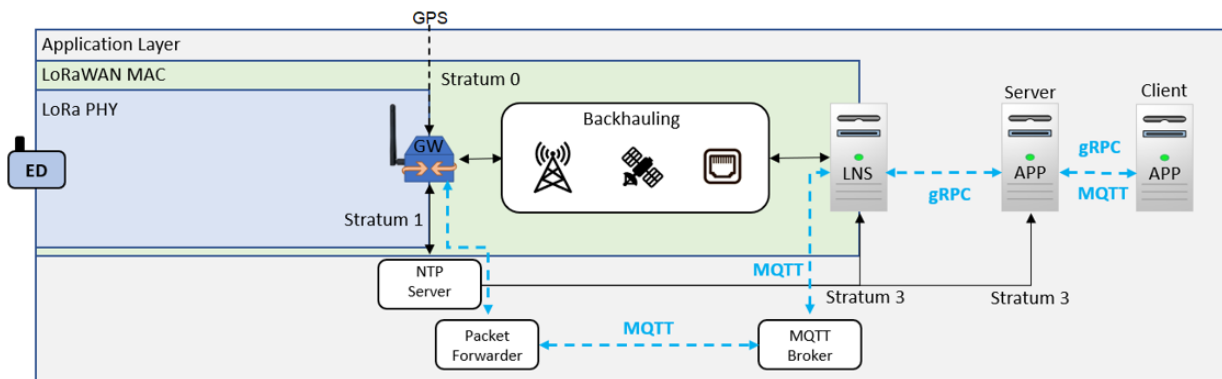 GPS
Application Layer
LoRaWAN MAC
Stratum 0
LoRa PHY
Server
Client
Backhauling
GW
gRPC
ED
LNS
APP
APP
gRPC
MQTT
Stratum 1
NTP
Server
MQTT
Stratum 3
Stratum 3
Packet
Forwarder
MQTT
MQTT
Broker